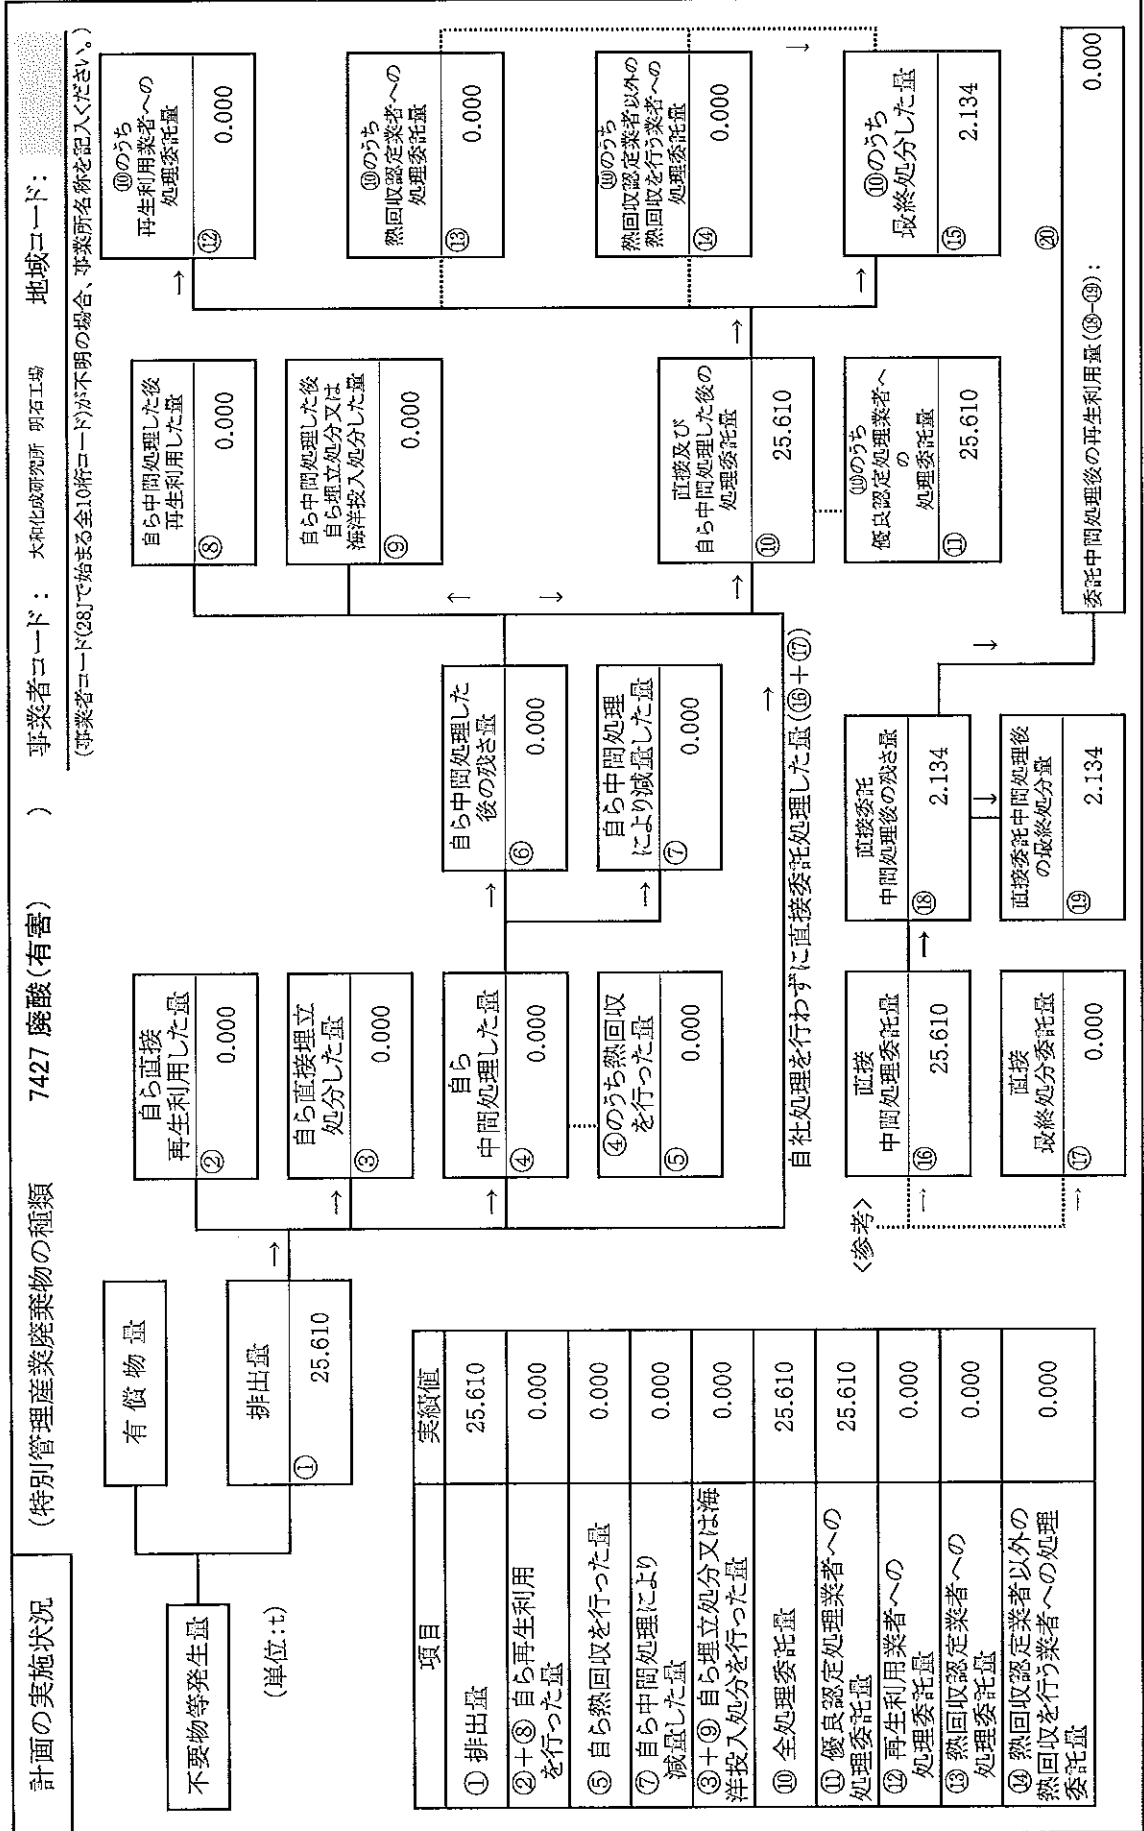 計画の実施状況
(特別管理産業廃棄物の種類 7427 廃酸(有害) )
事業者コード: 大和化成研究所 明石工場 地域コード:
(事業者コード(28」で始まる全10桁コード)が不明の場合、事業所名称を記入ください。)
不要物等発生量
(単位:t)
有償物量
排出量
① 25.610
→
自ら直接
再生利用した量
② 0.000
→
自ら直接埋立
処分した量
③ 0.000
→
自ら
中間処理した量
④ 0.000
④のうち熱回収
を行った量
⑤ 0.000
→
自ら中間処理した
後の残さ量
⑥ 0.000
→
自ら中間処理
により減量した量
⑦ 0.000
自ら中間処理した後
再生利用した量
⑧ 0.000
自ら中間処理した後
自ら埋立処分又は
海洋投入処分した量
⑨ 0.000
↑
↓
→
自社処理を行わずに直接委託処理した量(⑯+⑰)
→
直接及び
自ら中間処理した後の
処理委託量
⑩ 25.610
⑩のうち
優良認定処理業者へ
の
処理委託量
⑪ 25.610
→
→
⑩のうち
再生利用業者への
処理委託量
⑫ 0.000
⑩のうち
熱回収認定業者への
処理委託量
⑬ 0.000
⑩のうち
熱回収認定業者以外の
熱回収を行う業者への
処理委託量
⑭ 0.000
↓
→
⑩のうち
最終処分した量
⑮ 2.134
<参考>
→
直接
中間処理委託量
⑯ 25.610
→
直接
最終処分委託量
⑰ 0.000
→
直接委託
中間処理後の残さ量
⑱ 2.134
↓
直接委託中間処理後
の最終処分量
⑲ 2.134
↓
⑳
委託中間処理後の再生利用量(⑱-⑲): 0.000
項目 実績値
① 排出量 25.610
②+⑧ 自ら再生利用
を行った量 0.000
⑤ 自ら熱回収を行った量 0.000
⑦ 自ら中間処理により
減量した量 0.000
③+⑨ 自ら埋立処分又は海
洋投入処分を行った量 0.000
⑩ 全処理委託量 25.610
⑪ 優良認定処理業者への
処理委託量 25.610
⑫ 再生利用業者への
処理委託量 0.000
⑬ 熱回収認定業者への
処理委託量 0.000
⑭ 熱回収認定業者以外の
熱回収を行う業者への処理
委託量 0.000